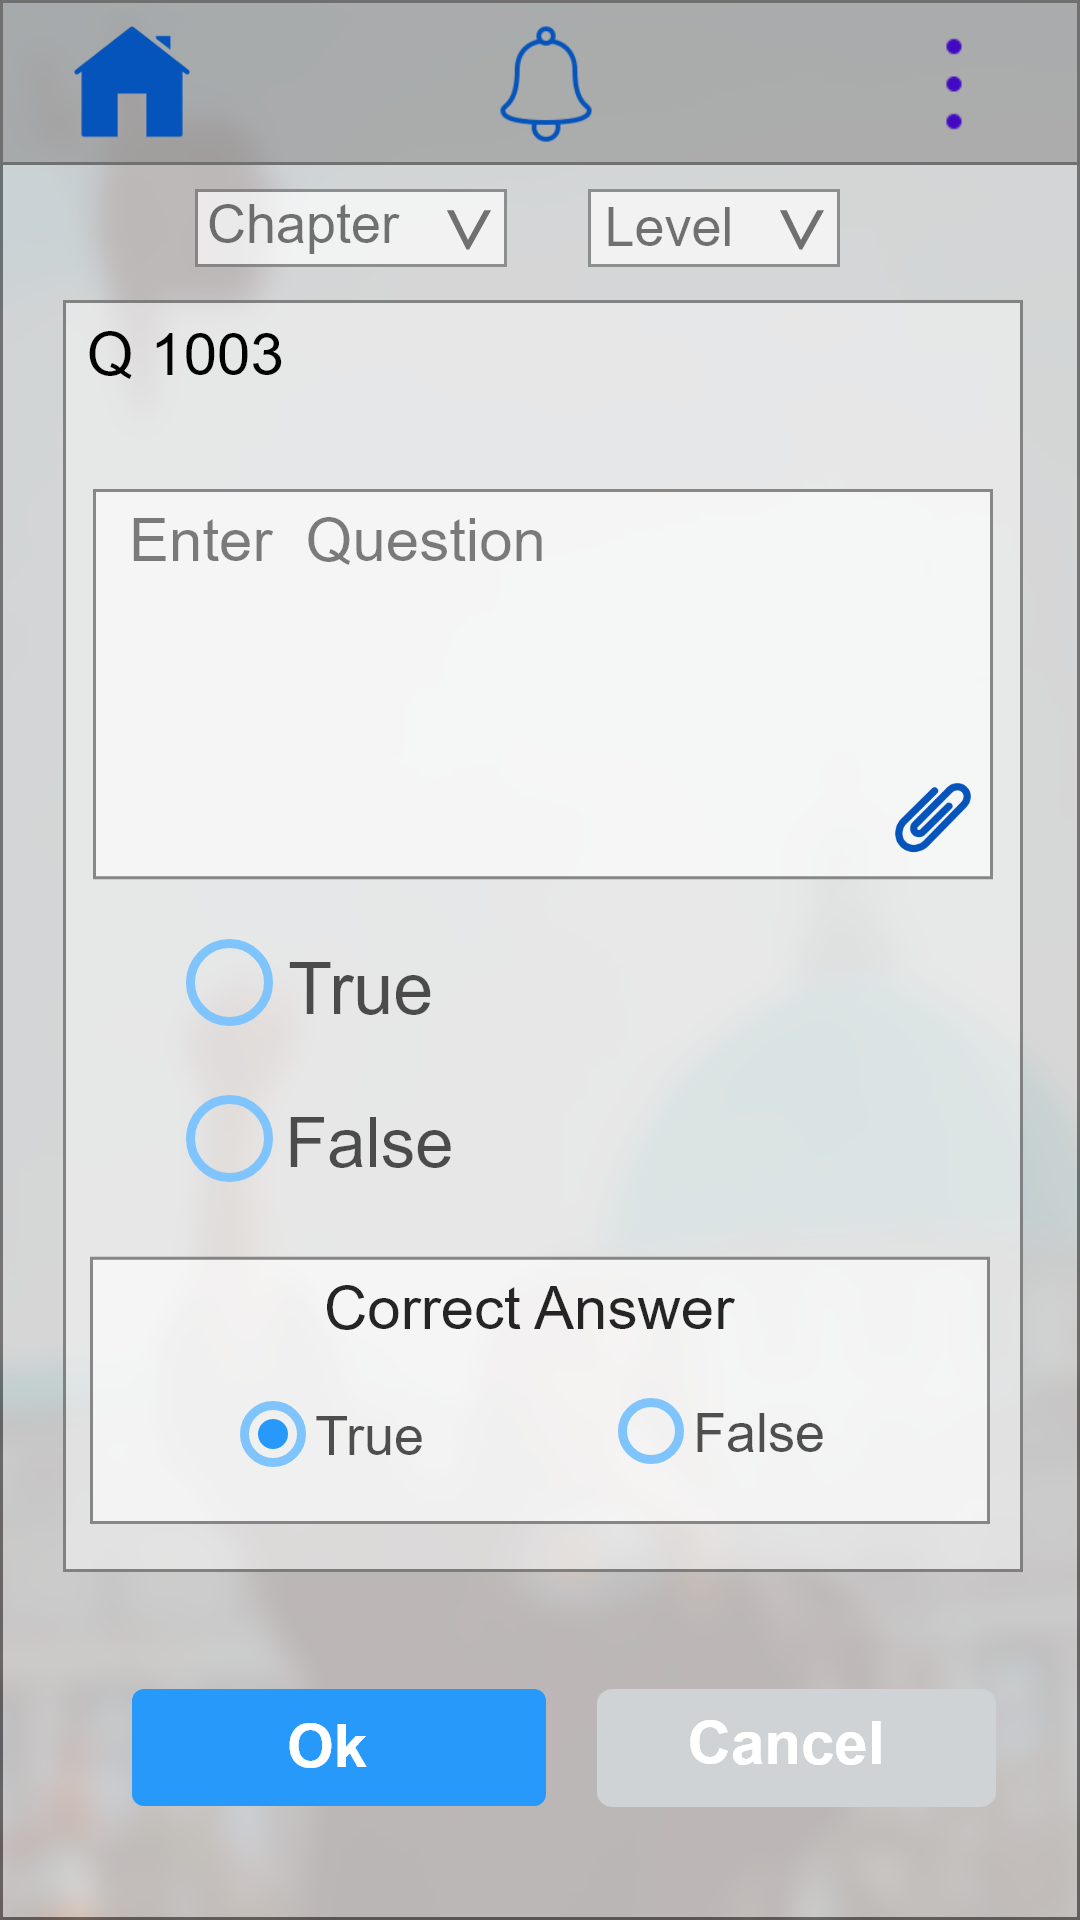 Chapter
Level
Q 1003
Enter Question
True
False
Correct Answer
True
False
Ok
Cancel